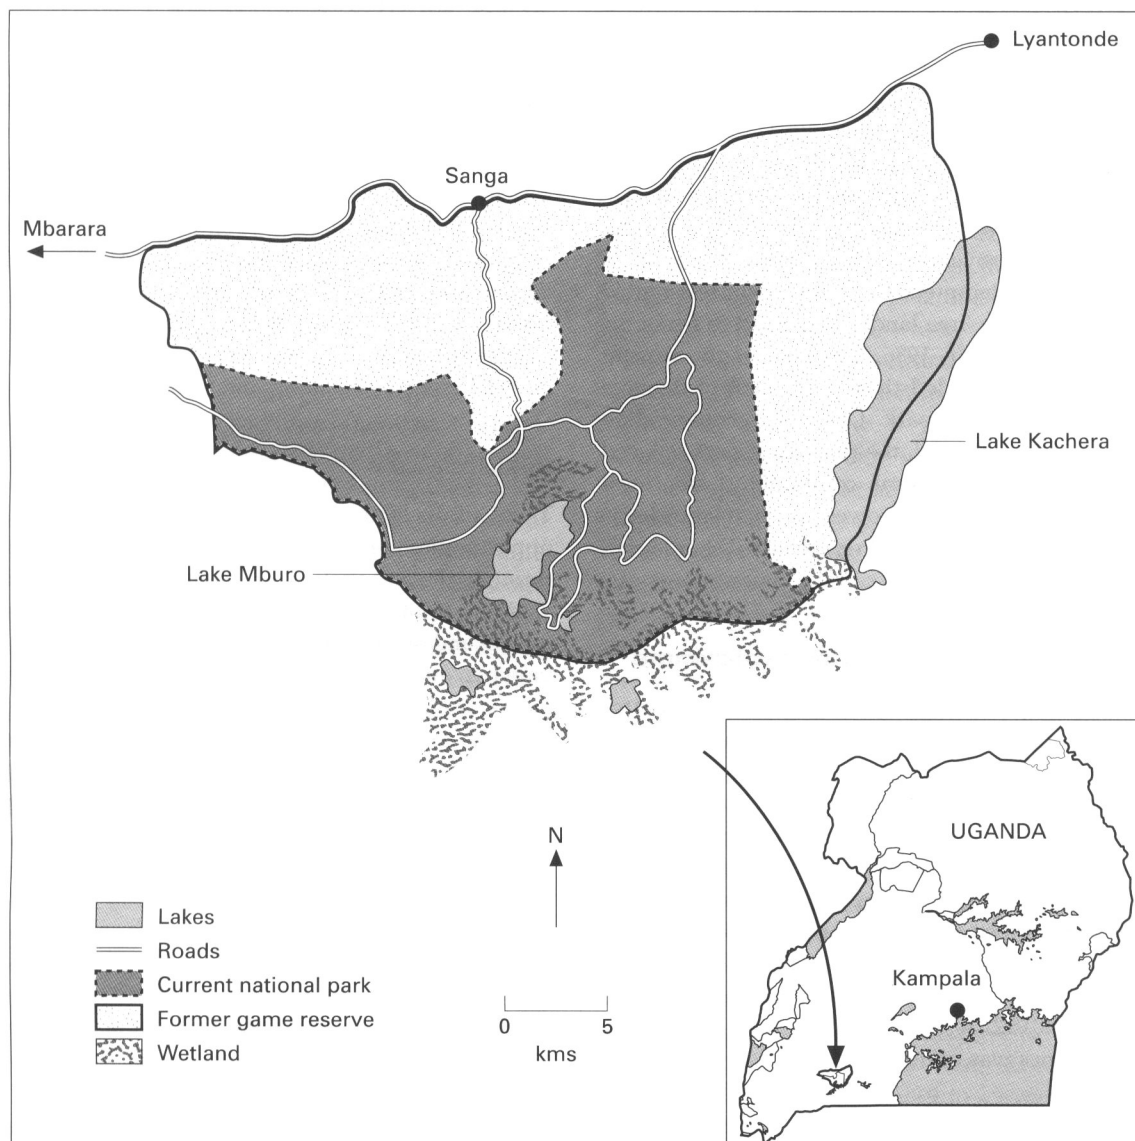 Lyantonde
Sanga
Mbarara
Lake Kachera
Lake Mburo
N
UGANDA
Kampala
Lakes
Roads
Current national park
Former game reserve
Wetland
0 5
kms